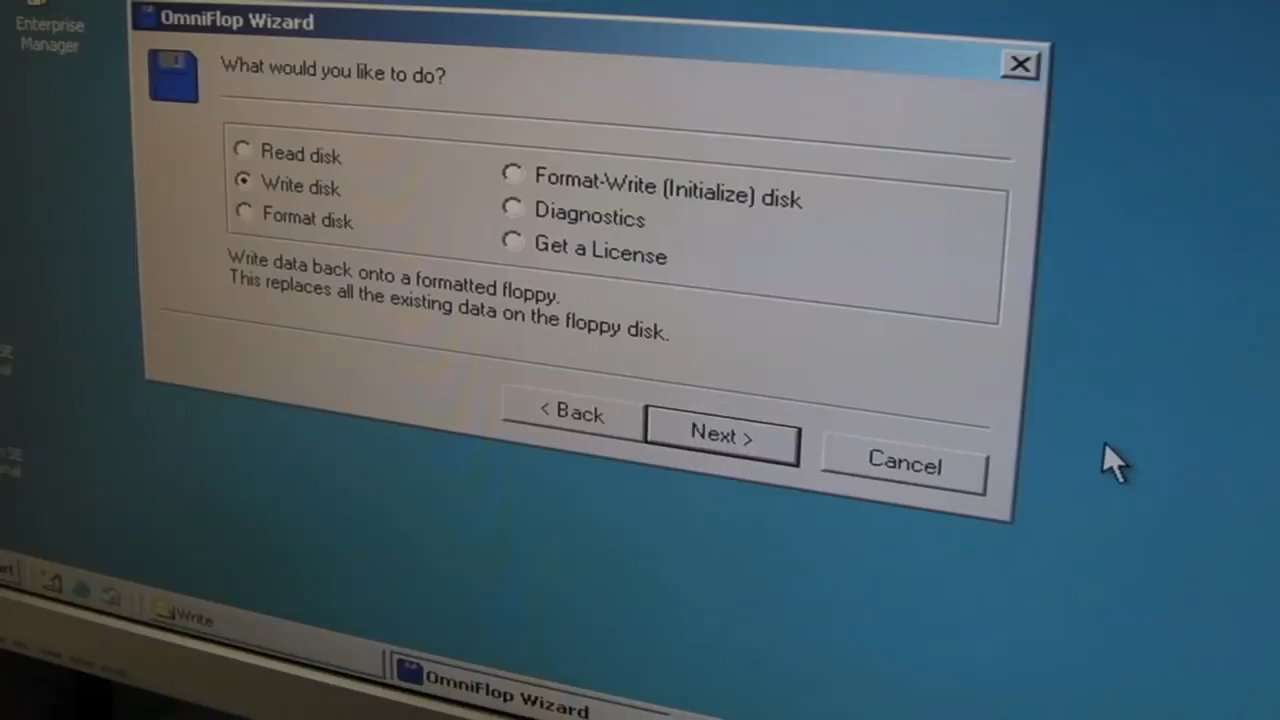 Enterprise
Manager
OmniFlop Wizard
What would you like to do?
Read disk
Write disk
Format disk
Format-Write (Initialize) disk
Diagnostics
Get a License
Write data back onto a formatted floppy.
This replaces all the existing data on the floppy disk.
< Back
Next >
Cancel
SE
SE
Write
OmniFlop Wizard